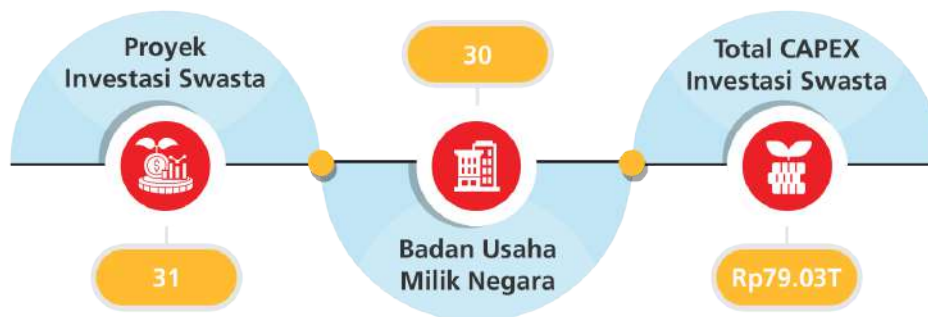 Proyek
Investasi Swasta
31
30
Badan Usaha
Milik Negara
Total CAPEX
Investasi Swasta
Rp79.03T